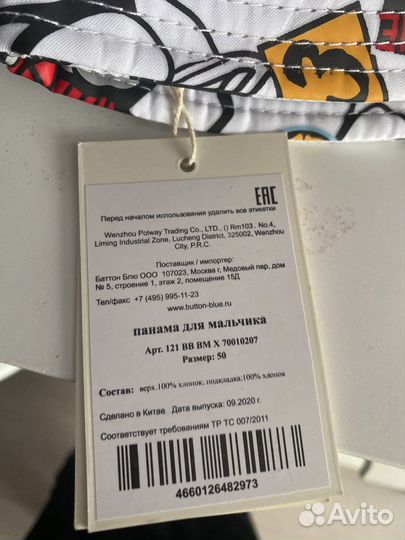 3
EAC
Перед началом использования удалить все этикетки
Wenzhou Polway Trading Co., LTD., () Rm103. No.4,
Liming Industrial Zone, Lucheng District, 325002, Wenzhou
City, P.R.C.
Поставщик / импортер:
Баттон Блю ООО 107023, Москва г, Медовый пер, дом
№ 5, строение 1, этаж 2, помещение 15Д
Тел/факс +7 (495) 995-11-23
www.button-blue.ru
панама для мальчика
Арт. 121 BB BM X 70010207
Размер: 50
Состав: верх.100% хлопок; подкладка:100% хлопок
Сделано в Китае Дата выпуска: 09.2020 г.
Соответствует требованиям ТР ТС 007/2011
4660126482973
Avito